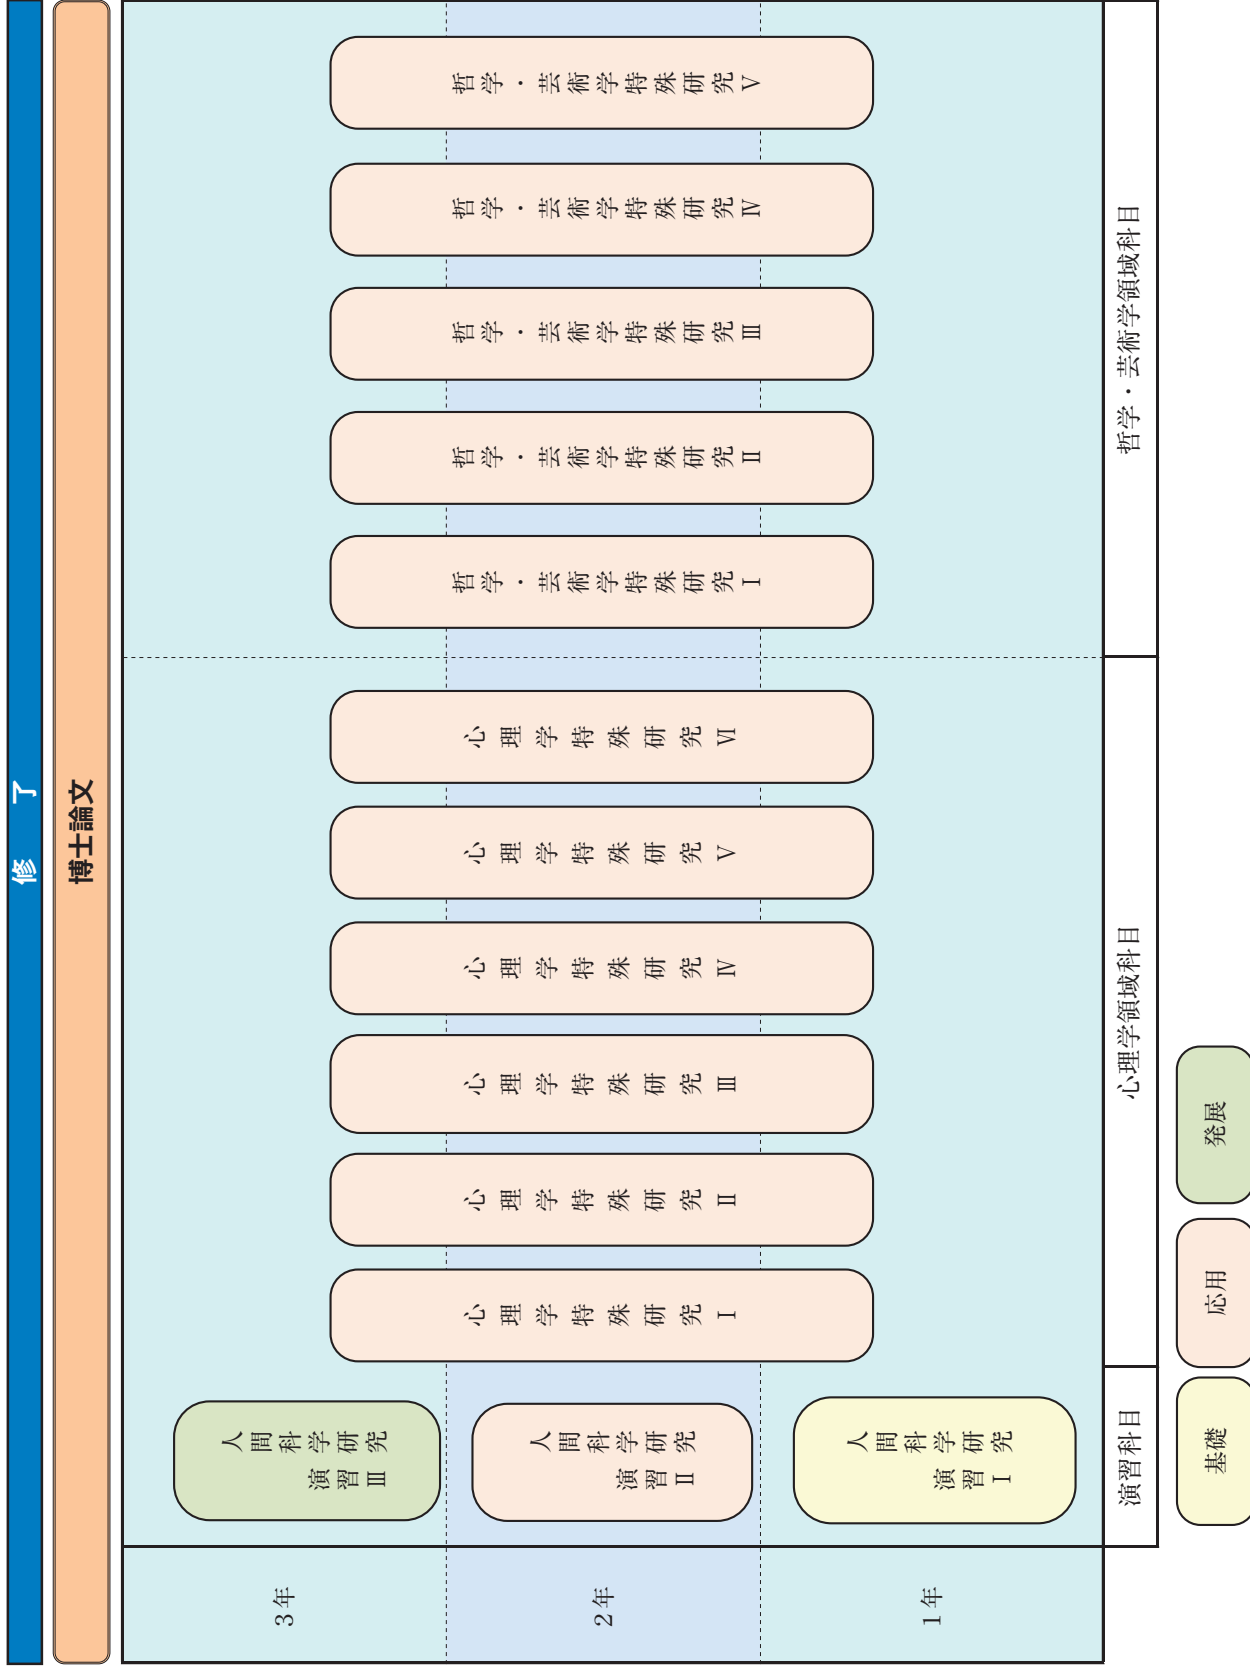 修 了
博士論文
3年
人間科学研究
演習Ⅲ
2年
人間科学研究
演習Ⅱ
1年
人間科学研究
演習Ⅰ
心理学特殊研究Ⅰ
心理学特殊研究Ⅱ
心理学特殊研究Ⅲ
心理学特殊研究Ⅳ
心理学特殊研究Ⅴ
心理学特殊研究Ⅵ
哲学・芸術学特殊研究Ⅰ
哲学・芸術学特殊研究Ⅱ
哲学・芸術学特殊研究Ⅲ
哲学・芸術学特殊研究Ⅳ
哲学・芸術学特殊研究Ⅴ
演習科目
心理学領域科目
哲学・芸術学領域科目
基礎
応用
発展